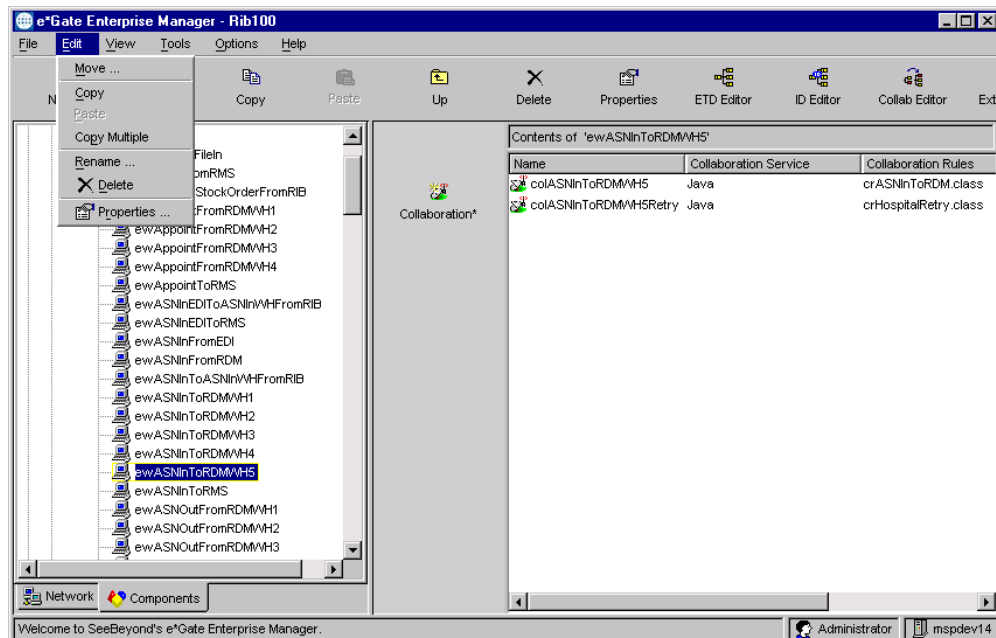 e*Gate Enterprise Manager - Rib100
File Edit View Tools Options Help
N Copy Paste Up Delete Properties ETD Editor ID Editor Collab Editor Ext
Move ...
Copy
Paste
Copy Multiple
Rename ...
Delete
Properties ...
FileIn
omRMS
StockOrderFromRIB
FromRDMWH1
ewAppointFromRDMWH2
ewAppointFromRDMWH3
ewAppointFromRDMWH4
ewAppointToRMS
ewASNInEDIToASNInWHFromRIB
ewASNInEDIToRMS
ewASNInFromEDI
ewASNInFromRDM
ewASNInToASNInWHFromRIB
ewASNInToRDMWH1
ewASNInToRDMWH2
ewASNInToRDMWH3
ewASNInToRDMWH4
ewASNInToRDMWH5
ewASNInToRMS
ewASNOutFromRDMWH1
ewASNOutFromRDMWH2
ewASNOutFromRDMWH3
Network Components
Collaboration*
Contents of 'ewASNInToRDMWH5'
Name Collaboration Service Collaboration Rules
colASNInToRDMWH5 Java crASNInToRDM.class
colASNInToRDMWH5Retry Java crHospitalRetry.class
Welcome to SeeBeyond's e*Gate Enterprise Manager. Administrator mspdev14